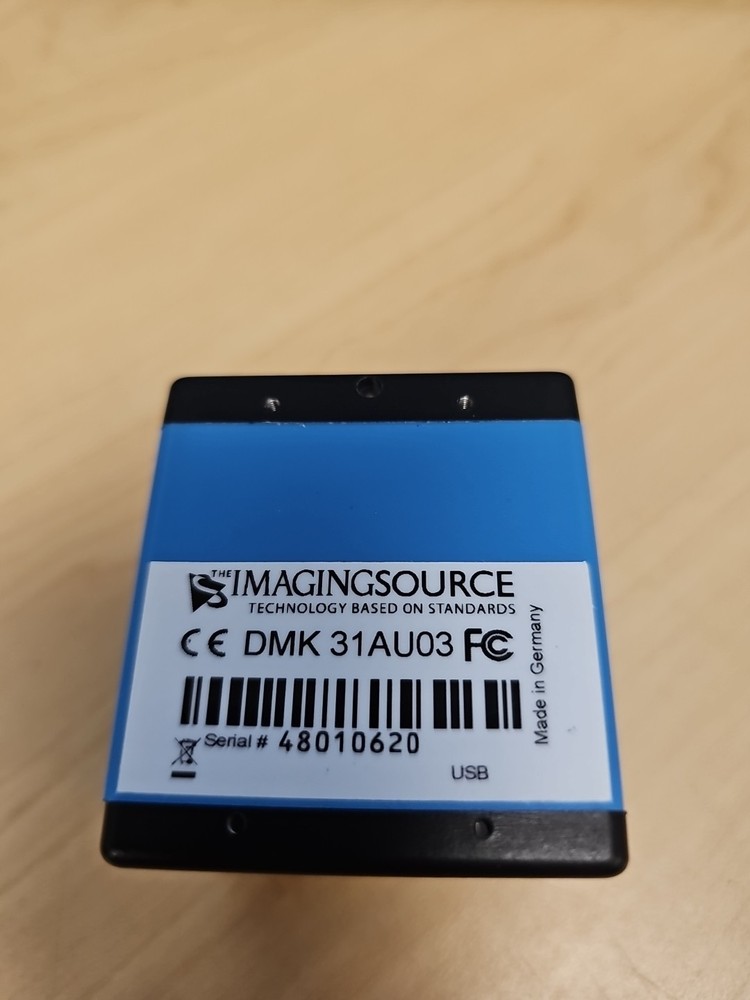 THE IMAGINGSOURCE
TECHNOLOGY BASED ON STANDARDS
CE DMK 31AU03 FC
Serial # 48010620
USB
Made in Germany